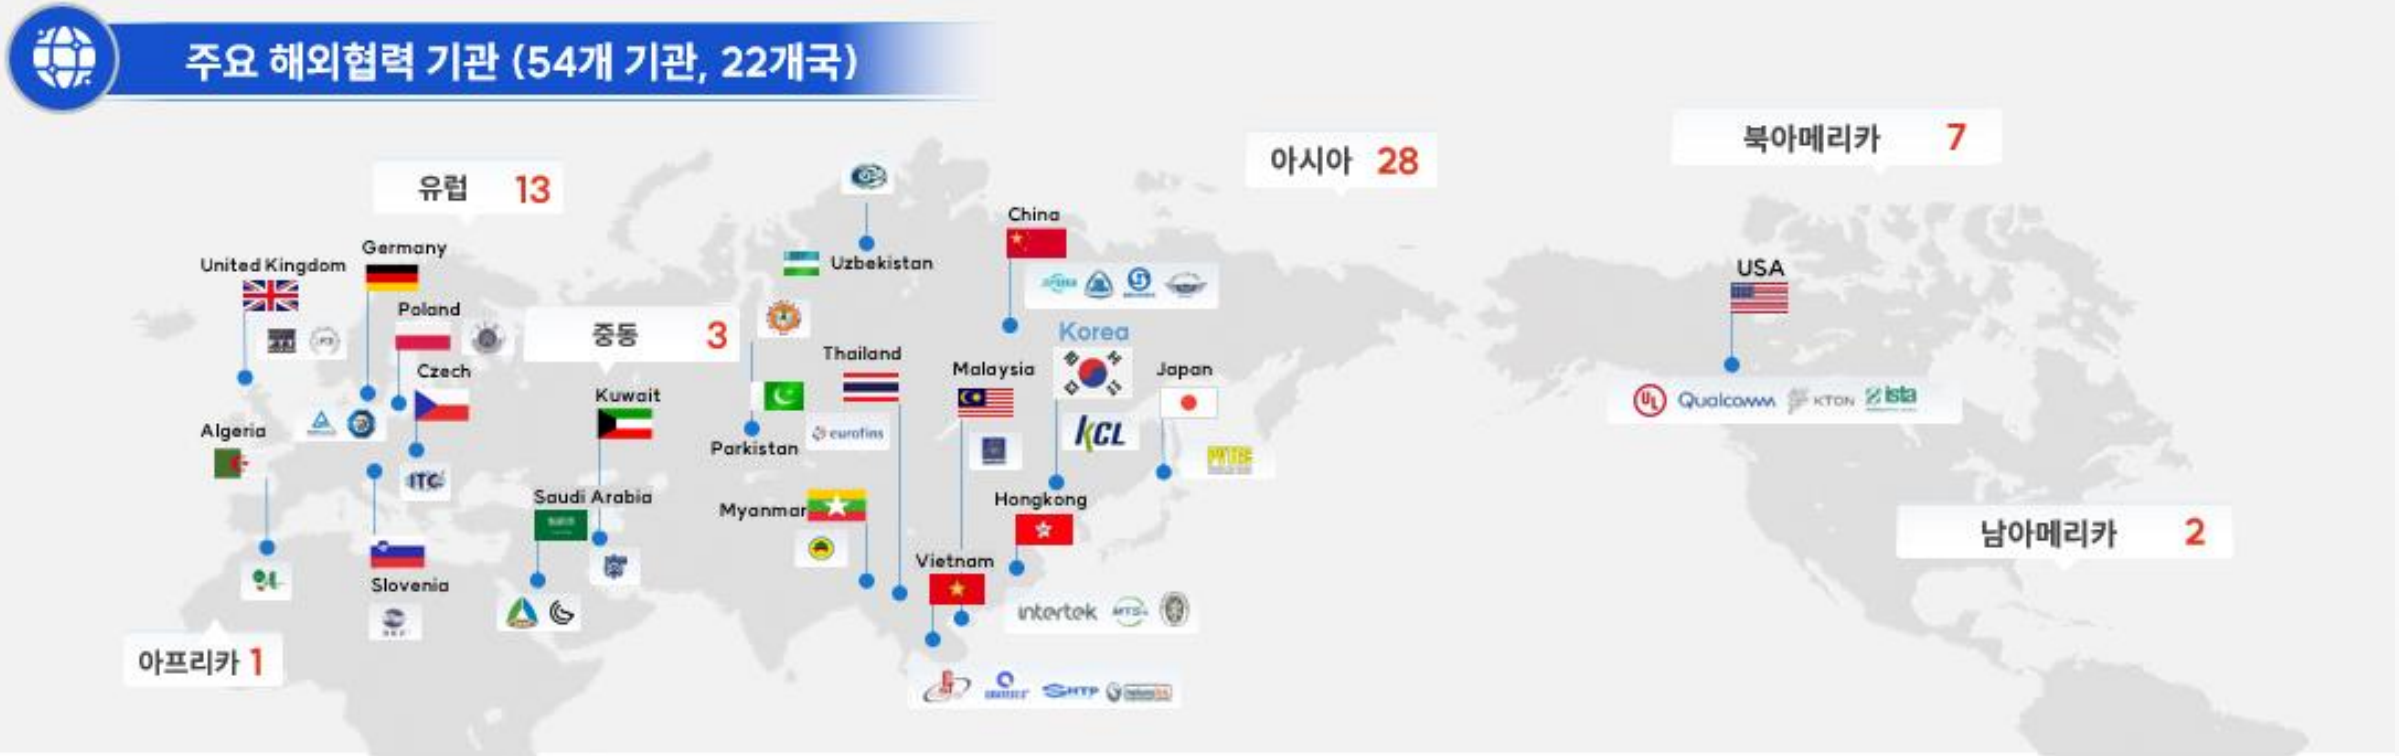 주요 해외협력 기관 (54개 기관, 22개국)
유럽 13
아시아 28
북아메리카 7
China
Germany
United Kingdom
Uzbekistan
USA
Poland
중동 3
Korea
Thailand
Malaysia
Japan
Czech
Kuwait
UL Qualcomm KTON ista
Algeria
eurofins
KCL
Parkistan
ITC
Saudi Arabia
Hongkong
Myanmar
남아메리카 2
Vietnam
Slovenia
intertek MTS
아프리카 1
SHTP